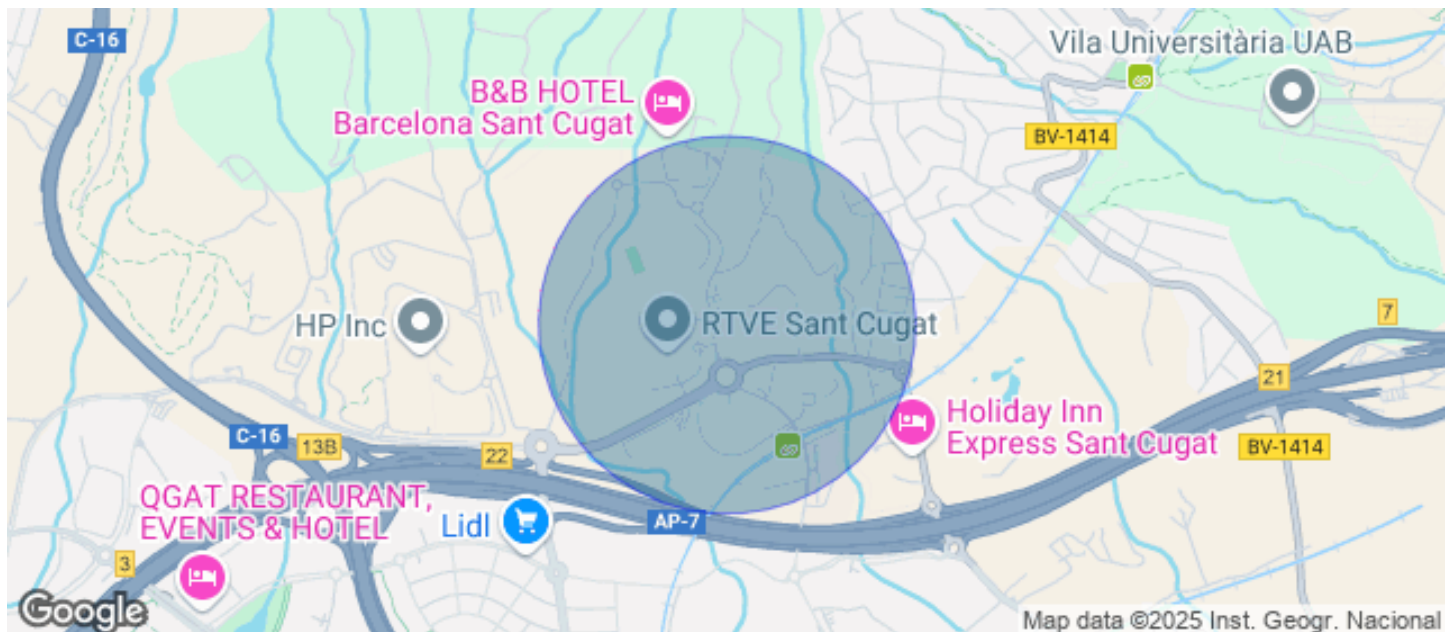 C-16
Vila Universitària UAB
B&B HOTEL
Barcelona Sant Cugat
BV-1414
HP Inc
RTVE Sant Cugat
7
21
Holiday Inn
Express Sant Cugat
C-16
13B
22
BV-1414
QGAT RESTAURANT,
EVENTS & HOTEL
Lidl
AP-7
3
Google
Map data ©2025 Inst. Geogr. Nacional